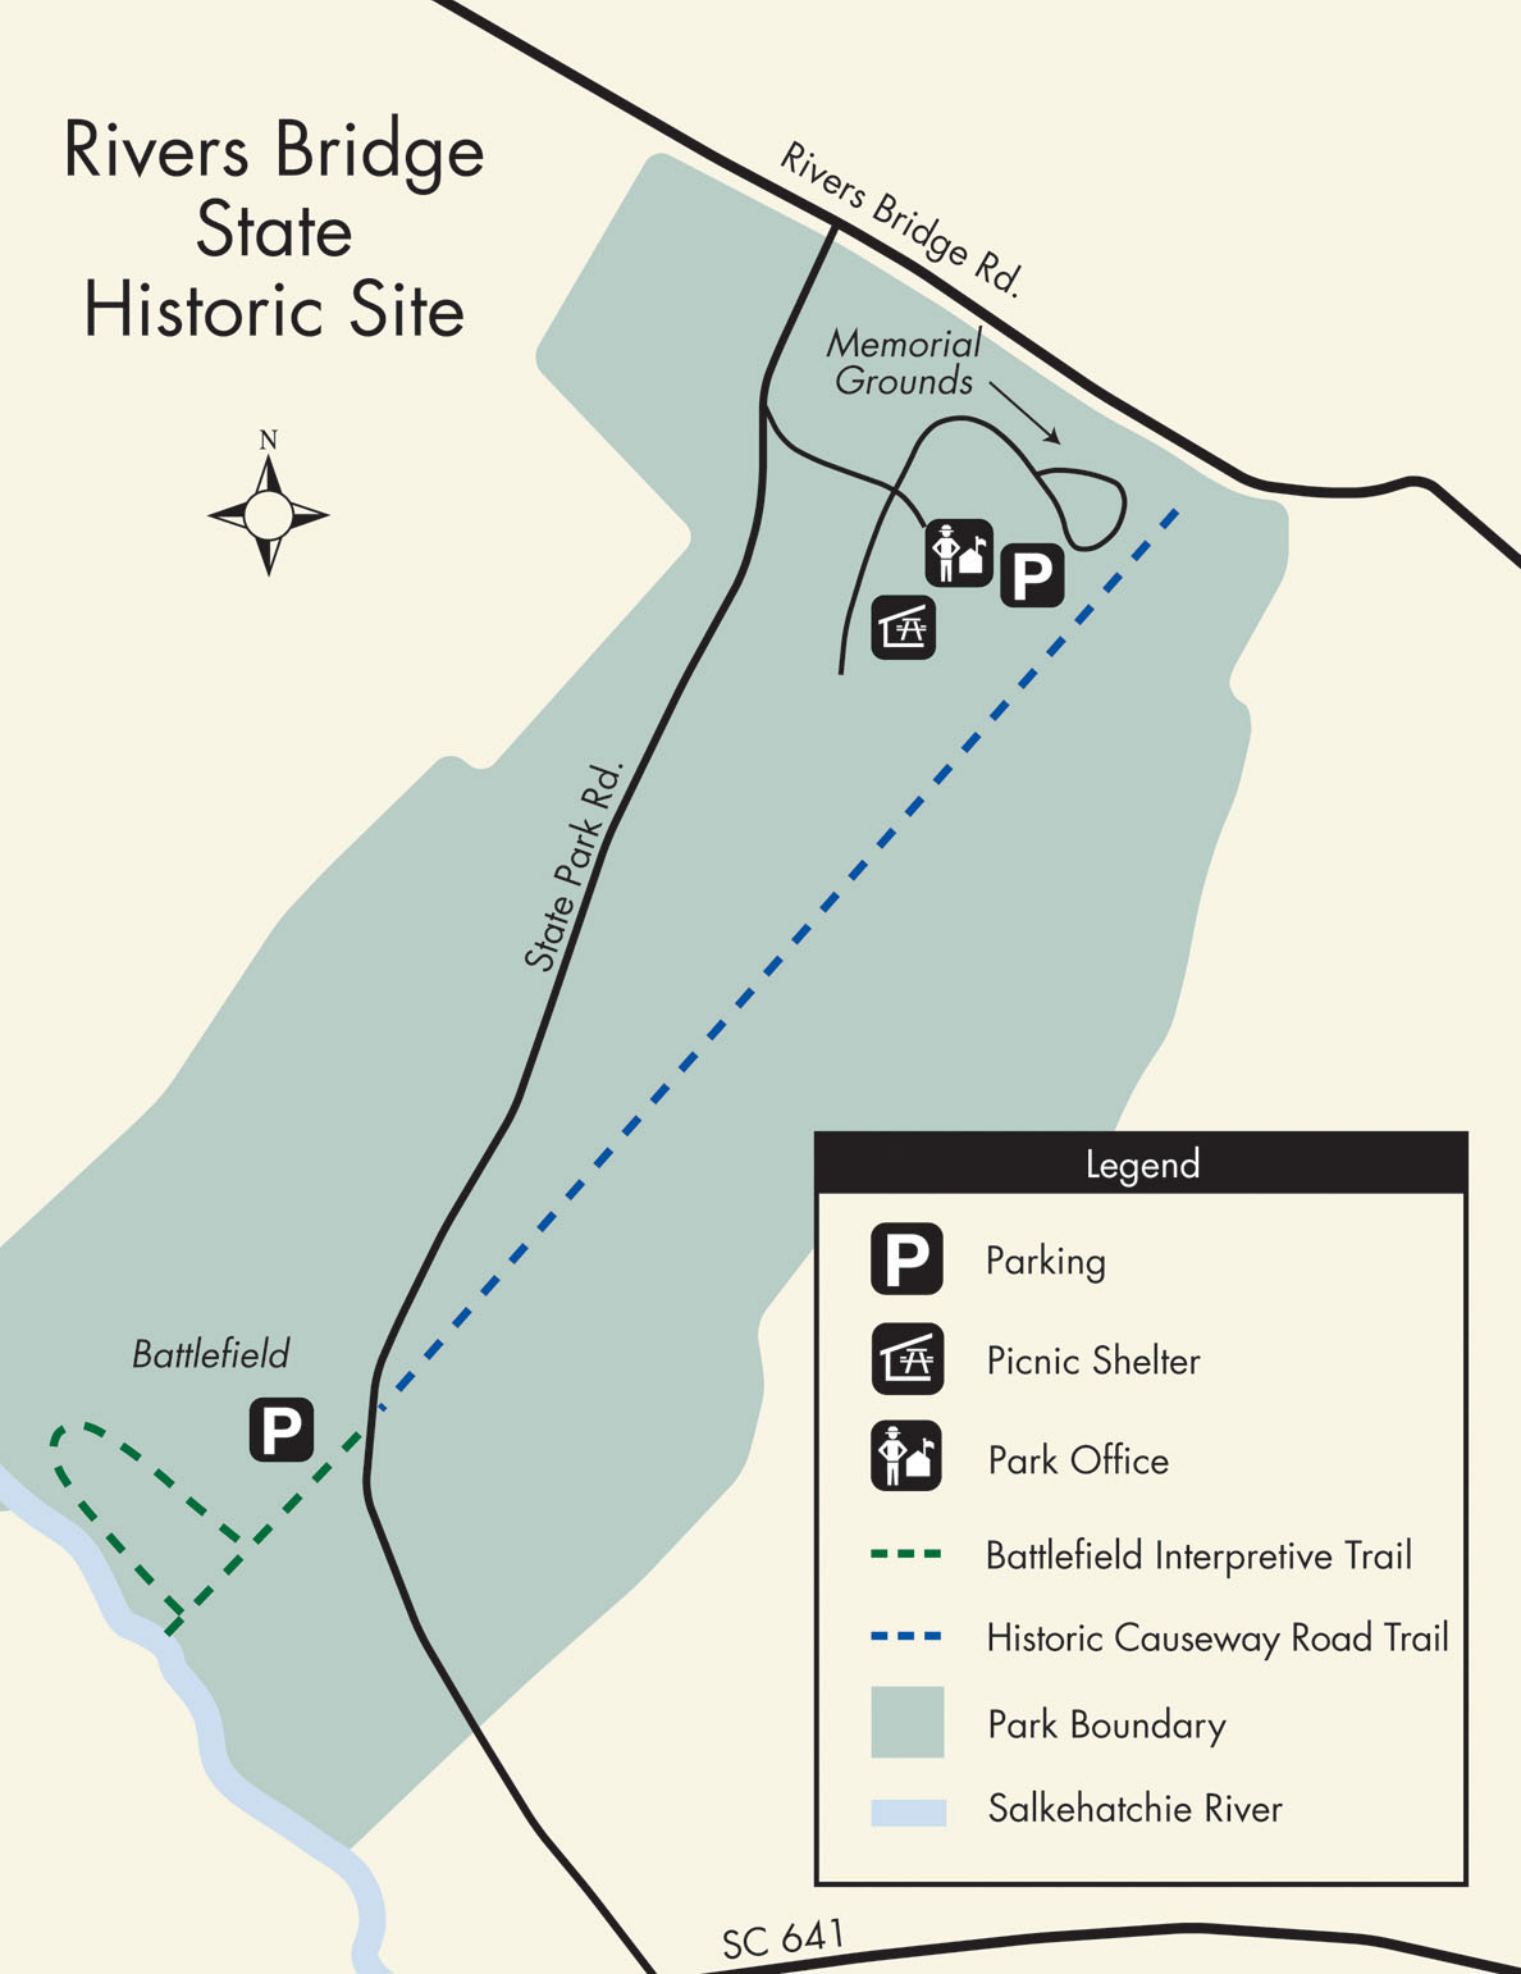 Rivers Bridge
State
Historic Site
N
Rivers Bridge Rd.
Memorial
Grounds
P
State Park Rd.
Battlefield
P
Legend
P Parking
Picnic Shelter
Park Office
Battlefield Interpretive Trail
Historic Causeway Road Trail
Park Boundary
Salkehatchie River
SC 641